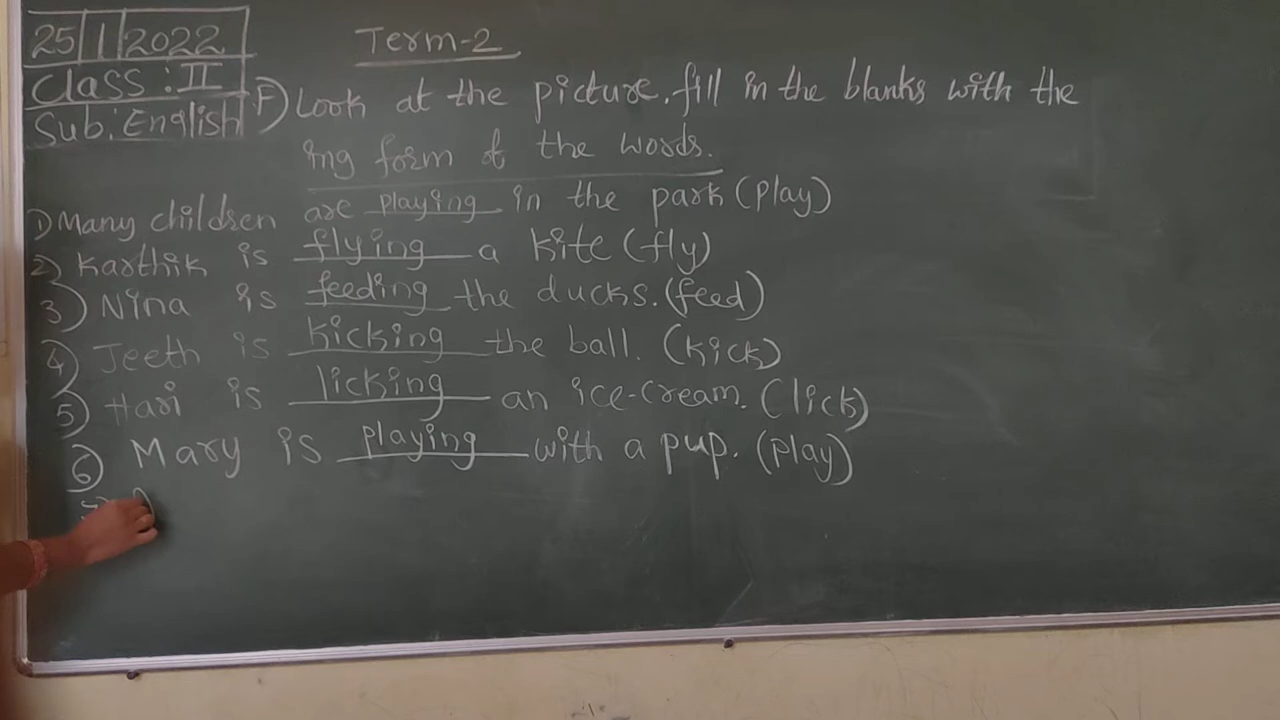 25/1/2022
Term-2
Class : II
Sub: English
F) Look at the picture, fill in the blanks with the
ing form of the words.
1) Many children are playing in the park (play)
2) Karthik is flying a kite (fly)
3) Nina is feeding the ducks. (feed)
4) Jeeth is kicking the ball. (kick)
5) Hari is licking an ice-cream. (lick)
6) Mary is playing with a pup. (play)
7)